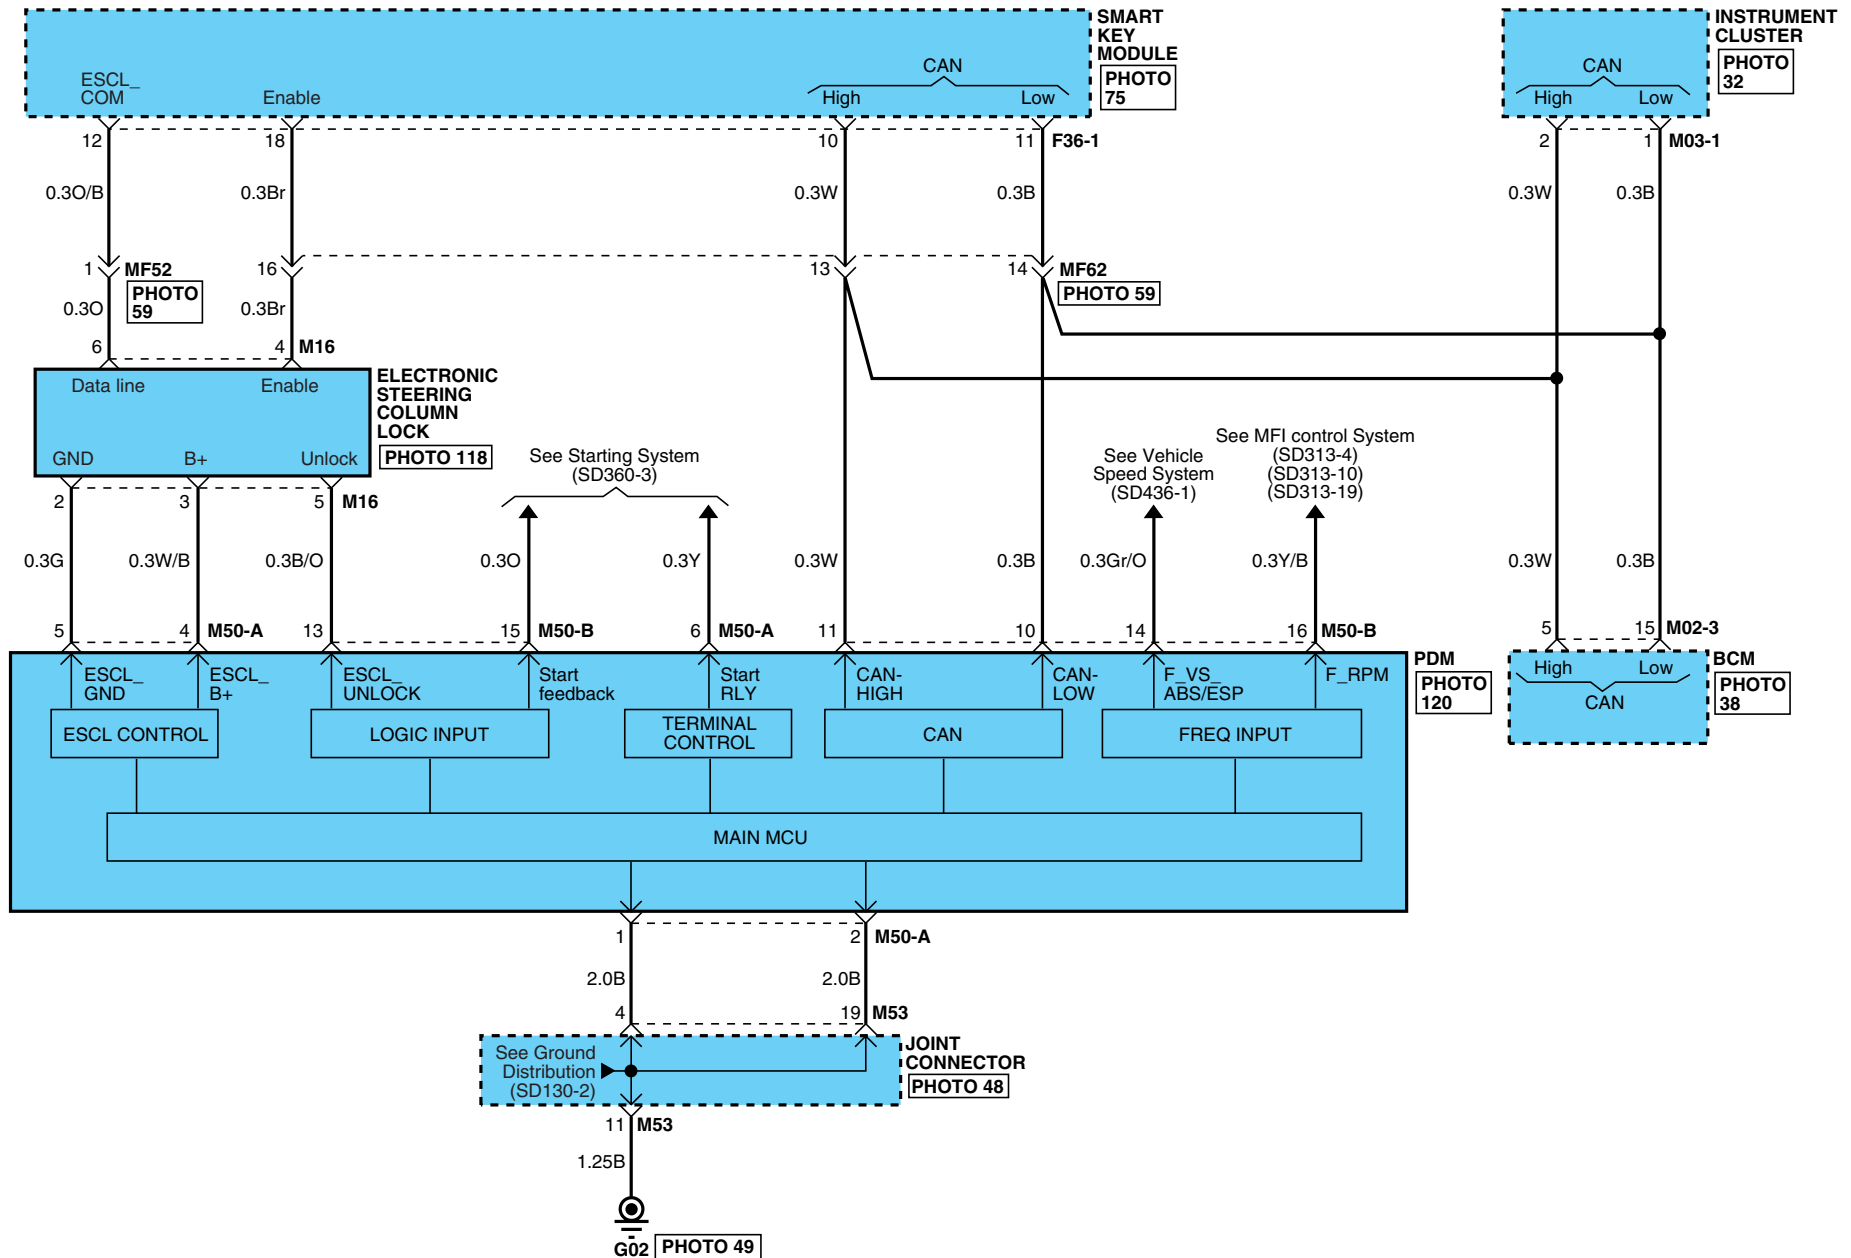 SMART
KEY
MODULE
PHOTO
75
INSTRUMENT
CLUSTER
PHOTO
32
ESCL_
COM
Enable
CAN
High
Low
CAN
High
Low
12
18
10
11
F36-1
2
1
M03-1
0.3O/B
0.3Br
0.3W
0.3B
0.3W
0.3B
1
MF52
PHOTO
59
16
13
14
MF62
PHOTO 59
0.3O
0.3Br
6
4
M16
Data line
Enable
GND
B+
Unlock
ELECTRONIC
STEERING
COLUMN
LOCK
PHOTO 118
2
3
5
M16
See Starting System
(SD360-3)
See Vehicle
Speed System
(SD436-1)
See MFI control System
(SD313-4)
(SD313-10)
(SD313-19)
0.3G
0.3W/B
0.3B/O
0.3O
0.3Y
0.3W
0.3B
0.3Gr/O
0.3Y/B
0.3W
0.3B
5
4
M50-A
13
15
M50-B
6
M50-A
11
10
14
16
M50-B
5
15
M02-3
ESCL_
GND
ESCL_
B+
ESCL_
UNLOCK
Start
feedback
Start
RLY
CAN-
HIGH
CAN-
LOW
F_VS_
ABS/ESP
F_RPM
PDM
PHOTO
120
High
Low
CAN
BCM
PHOTO
38
ESCL CONTROL
LOGIC INPUT
TERMINAL
CONTROL
CAN
FREQ INPUT
MAIN MCU
1
2
M50-A
2.0B
2.0B
4
19
M53
See Ground
Distribution
(SD130-2)
JOINT
CONNECTOR
PHOTO 48
11
M53
1.25B
G02
PHOTO 49